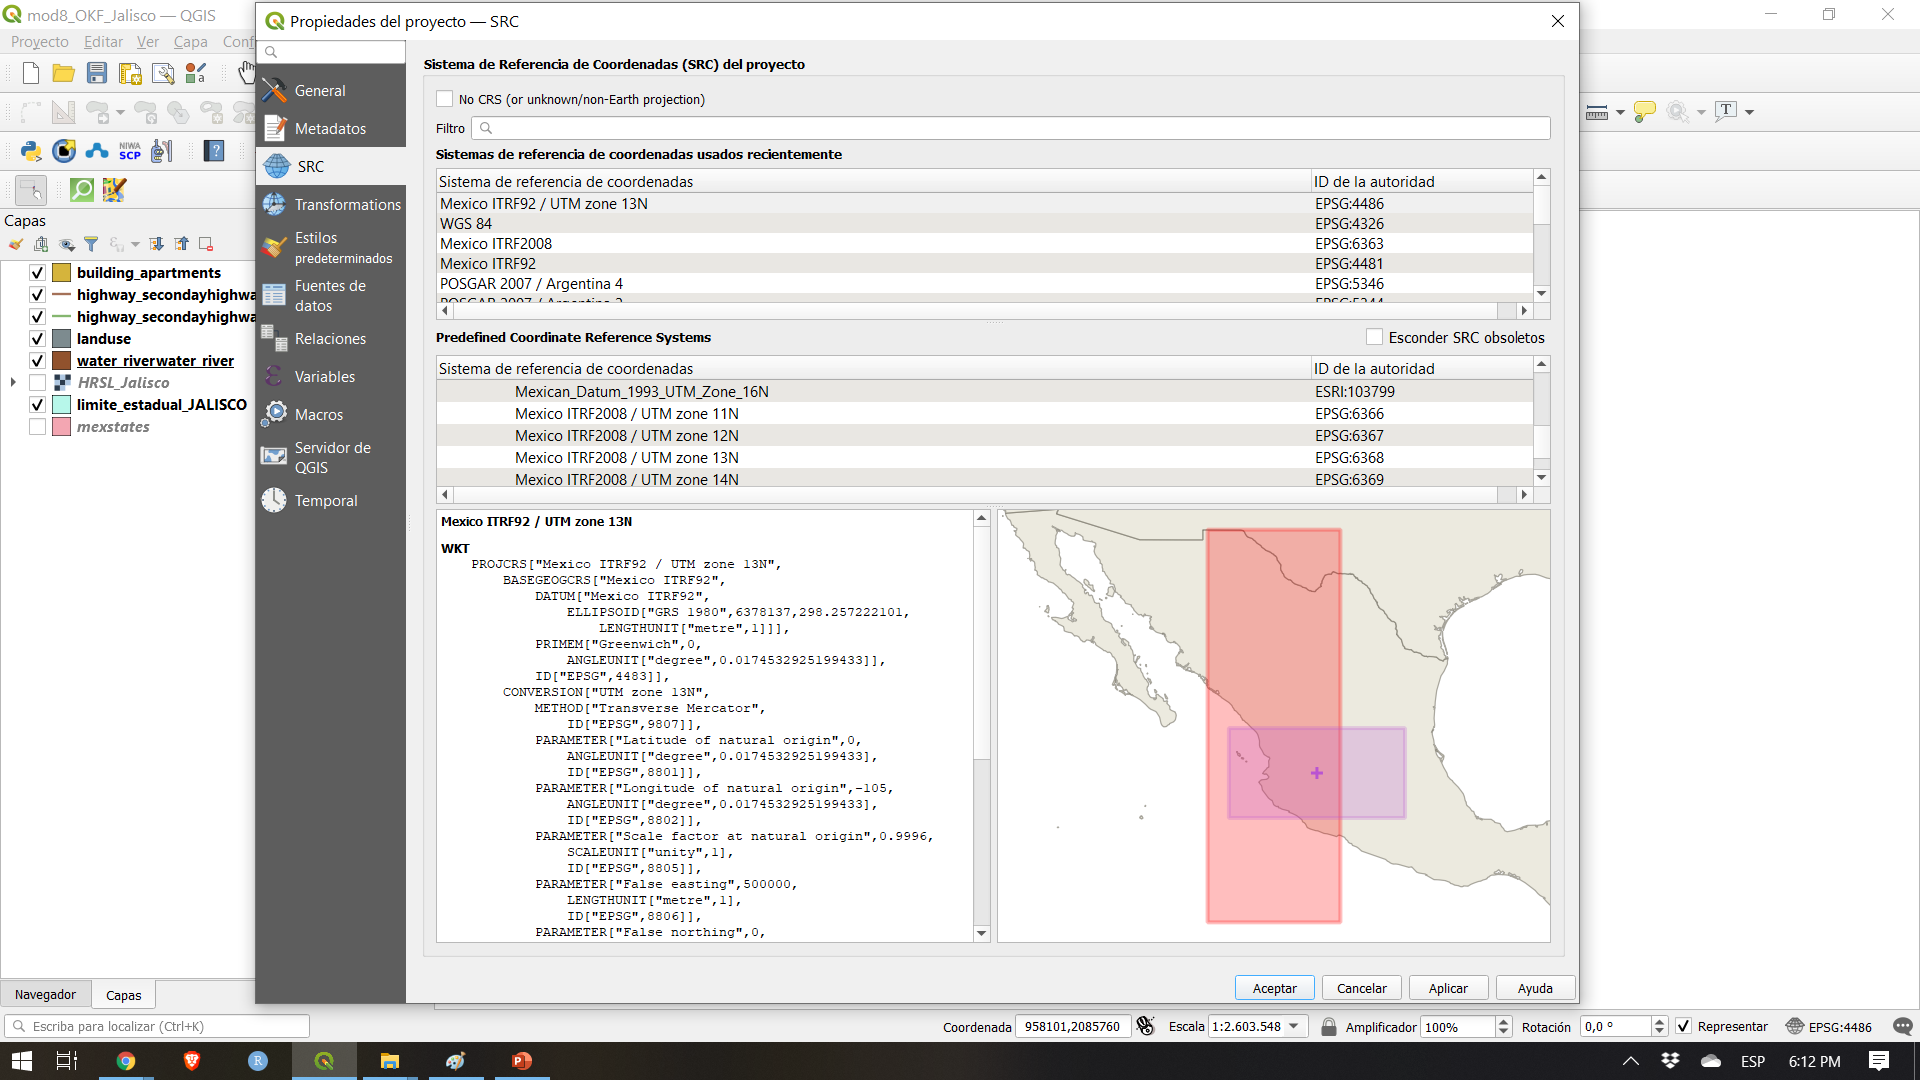 mod8_OKF_Jalisco — QGIS
Propiedades del proyecto — SRC
Proyecto Editar Ver Capa Conf
NIWA
SCP
Capas
building_apartments
highway_secondayhighwa
highway_secondayhighwa
landuse
water_riverwater_river
HRSL_Jalisco
limite_estadual_JALISCO
mexstates
Navegador
Capas
General
Metadatos
SRC
Transformations
Estilos
predeterminados
Fuentes de
datos
Relaciones
Variables
Macros
Servidor de
QGIS
Temporal
Sistema de Referencia de Coordenadas (SRC) del proyecto
No CRS (or unknown/non-Earth projection)
Filtro
Sistemas de referencia de coordenadas usados recientemente
Sistema de referencia de coordenadas ID de la autoridad
Mexico ITRF92 / UTM zone 13N EPSG:4486
WGS 84 EPSG:4326
Mexico ITRF2008 EPSG:6363
Mexico ITRF92 EPSG:4481
POSGAR 2007 / Argentina 4 EPSG:5346
Predefined Coordinate Reference Systems
Esconder SRC obsoletos
Sistema de referencia de coordenadas ID de la autoridad
Mexican_Datum_1993_UTM_Zone_16N ESRI:103799
Mexico ITRF2008 / UTM zone 11N EPSG:6366
Mexico ITRF2008 / UTM zone 12N EPSG:6367
Mexico ITRF2008 / UTM zone 13N EPSG:6368
Mexico ITRF2008 / UTM zone 14N EPSG:6369
Mexico ITRF92 / UTM zone 13N
WKT
PROJCRS["Mexico ITRF92 / UTM zone 13N",
BASEGEOGCRS["Mexico ITRF92",
DATUM["Mexico ITRF92",
ELLIPSOID["GRS 1980",6378137,298.257222101,
LENGTHUNIT["metre",1]]],
PRIMEM["Greenwich",0,
ANGLEUNIT["degree",0.0174532925199433]],
ID["EPSG",4483]],
CONVERSION["UTM zone 13N",
METHOD["Transverse Mercator",
ID["EPSG",9807]],
PARAMETER["Latitude of natural origin",0,
ANGLEUNIT["degree",0.0174532925199433],
ID["EPSG",8801]],
PARAMETER["Longitude of natural origin",-105,
ANGLEUNIT["degree",0.0174532925199433],
ID["EPSG",8802]],
PARAMETER["Scale factor at natural origin",0.9996,
SCALEUNIT["unity",1],
ID["EPSG",8805]],
PARAMETER["False easting",500000,
LENGTHUNIT["metre",1],
ID["EPSG",8806]],
PARAMETER["False northing",0,
Aceptar
Cancelar
Aplicar
Ayuda
Escriba para localizar (Ctrl+K)
Coordenada 958101,2085760
Escala 1:2.603.548
Amplificador 100%
Rotación 0,0 °
Representar
EPSG:4486
ESP
6:12 PM